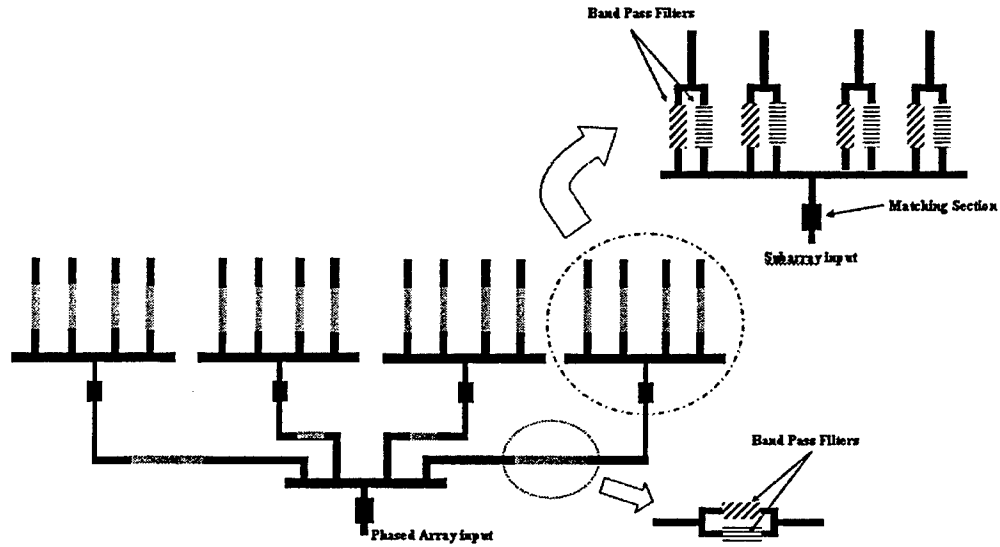 Band Pass Filters
Matching Section
Subarray input
Band Pass Filters
Phased Array input